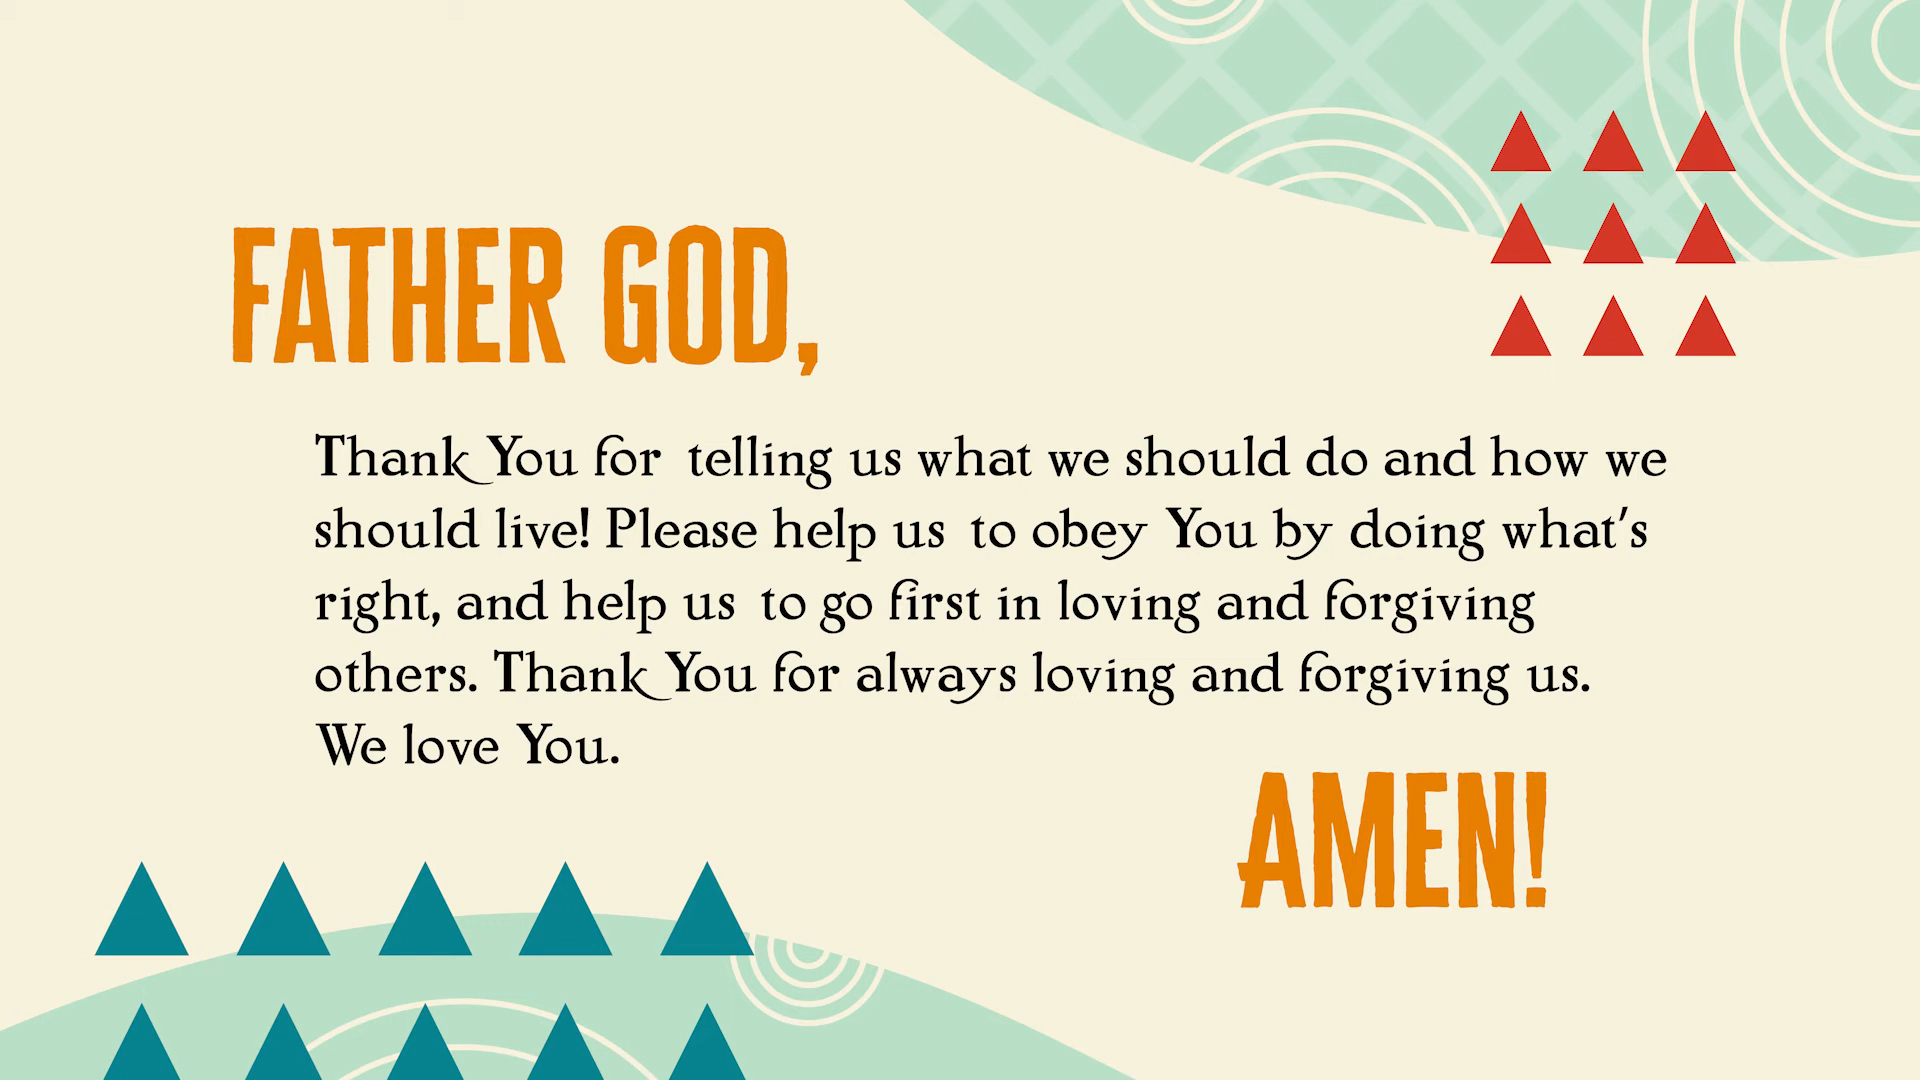 FATHER GOD,
Thank You for telling us what we should do and how we
should live! Please help us to obey You by doing what's
right, and help us to go first in loving and forgiving
others. Thank You for always loving and forgiving us.
We love You.
AMEN!